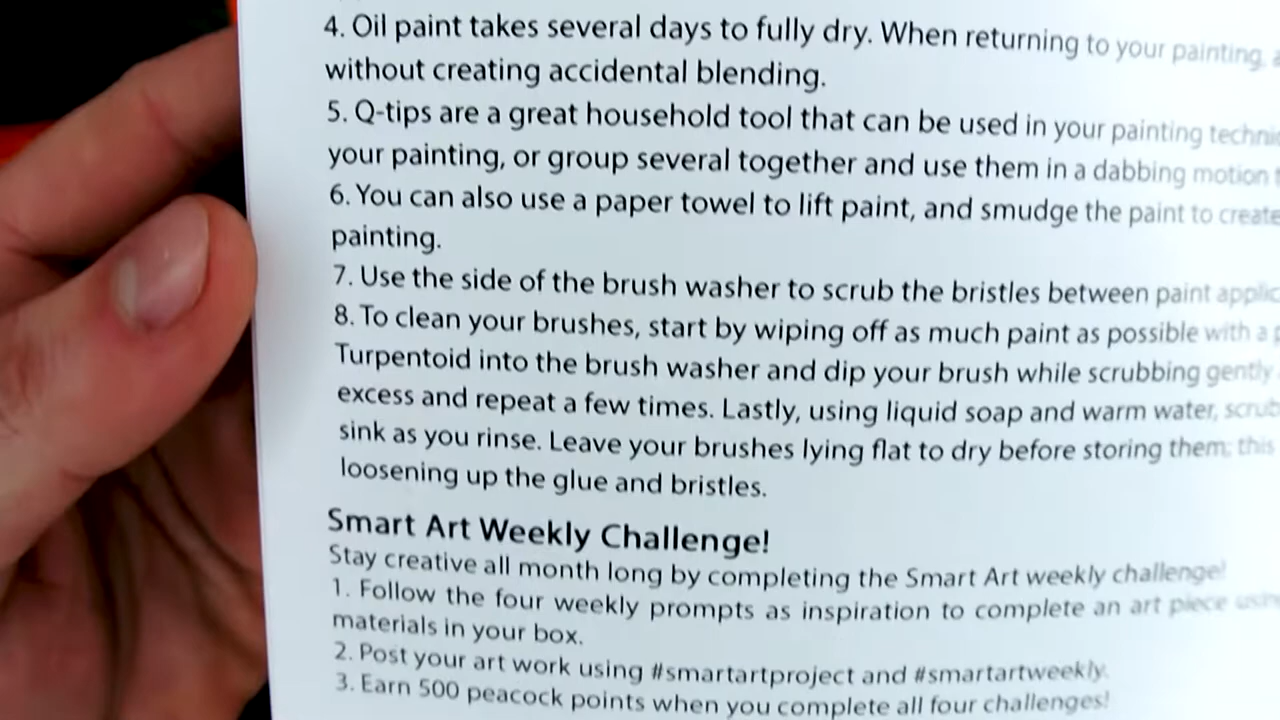 4. Oil paint takes several days to fully dry. When returning to your painting,
without creating accidental blending.
5. Q-tips are a great household tool that can be used in your painting
your painting, or group several together and use them in a dabbing motion
6. You can also use a paper towel to lift paint, and smudge the paint to create
painting.
7. Use the side of the brush washer to scrub the bristles between paint
8. To clean your brushes, start by wiping off as much paint as possible with a
Turpentoid into the brush washer and dip your brush while scrubbing gently
excess and repeat a few times. Lastly, using liquid soap and warm water,
sink as you rinse. Leave your brushes lying flat to dry before storing them; this
loosening up the glue and bristles.
Smart Art Weekly Challenge!
Stay creative all month long by completing the Smart Art weekly challenge!
1. Follow the four weekly prompts as inspiration to complete an art piece
materials in your box.
2. Post your art work using #smartartproject and #smartartweekly.
3. Earn 500 peacock points when you complete all four challenges!